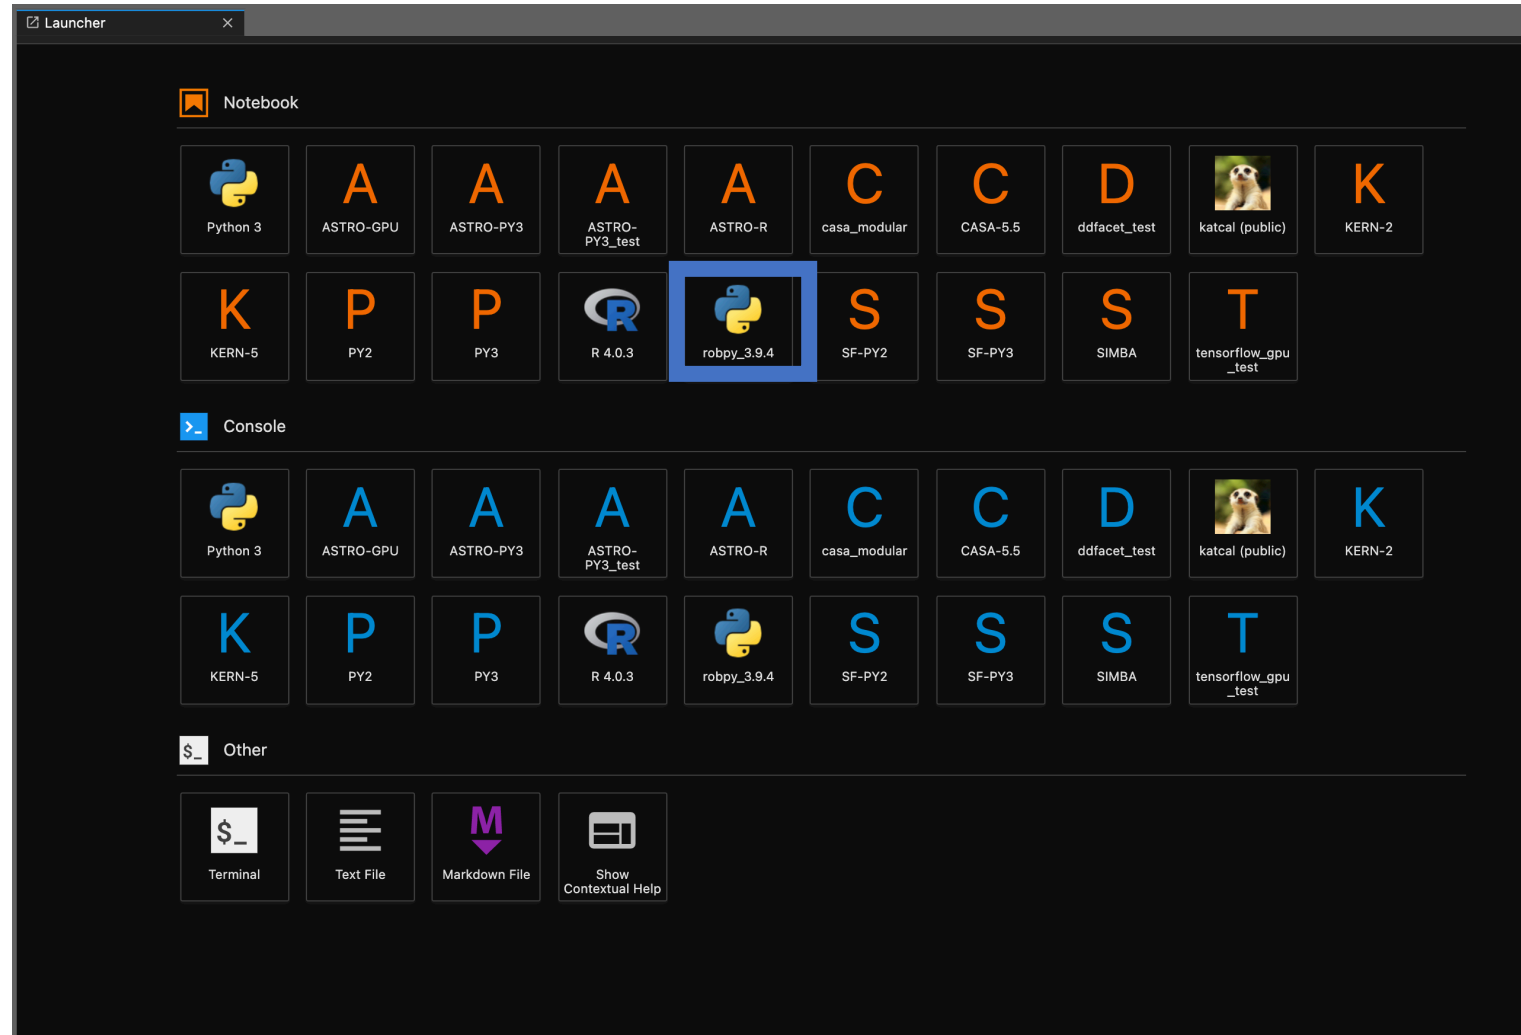 Launcher
Notebook
A A A A C C D K
Python 3 ASTRO-GPU ASTRO-PY3 ASTRO-PY3_test ASTRO-R casa_modular CASA-5.5 ddfacet_test katcal (public) KERN-2
K P P R S S S T
KERN-5 PY2 PY3 R 4.0.3 robpy_3.9.4 SF-PY2 SF-PY3 SIMBA tensorflow_gpu_test
>_ Console
A A A A C C D K
Python 3 ASTRO-GPU ASTRO-PY3 ASTRO-PY3_test ASTRO-R casa_modular CASA-5.5 ddfacet_test katcal (public) KERN-2
K P P R S S S T
KERN-5 PY2 PY3 R 4.0.3 robpy_3.9.4 SF-PY2 SF-PY3 SIMBA tensorflow_gpu_test
$_ Other
$_ M
Terminal Text File Markdown File Show Contextual Help